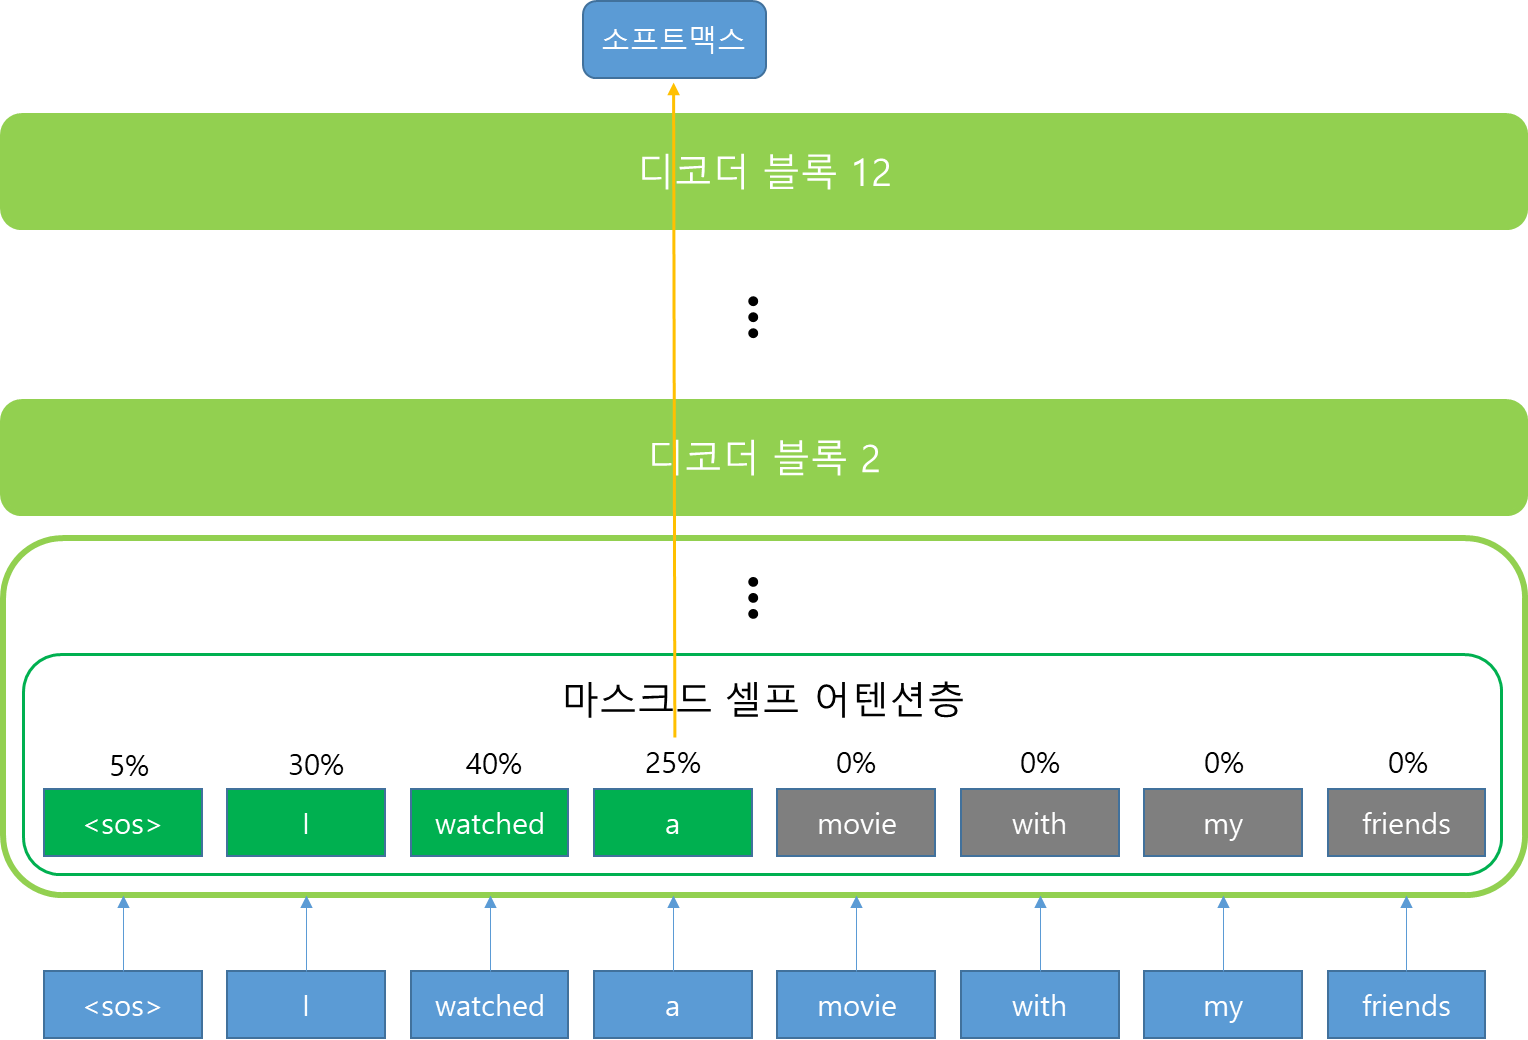 소프트맥스
디코더 블록 12
디코더 블록 2
마스크드 셀프 어텐션층
5% 30% 40% 25% 0% 0% 0% 0%
<sos> I watched a movie with my friends
<sos> I watched a movie with my friends